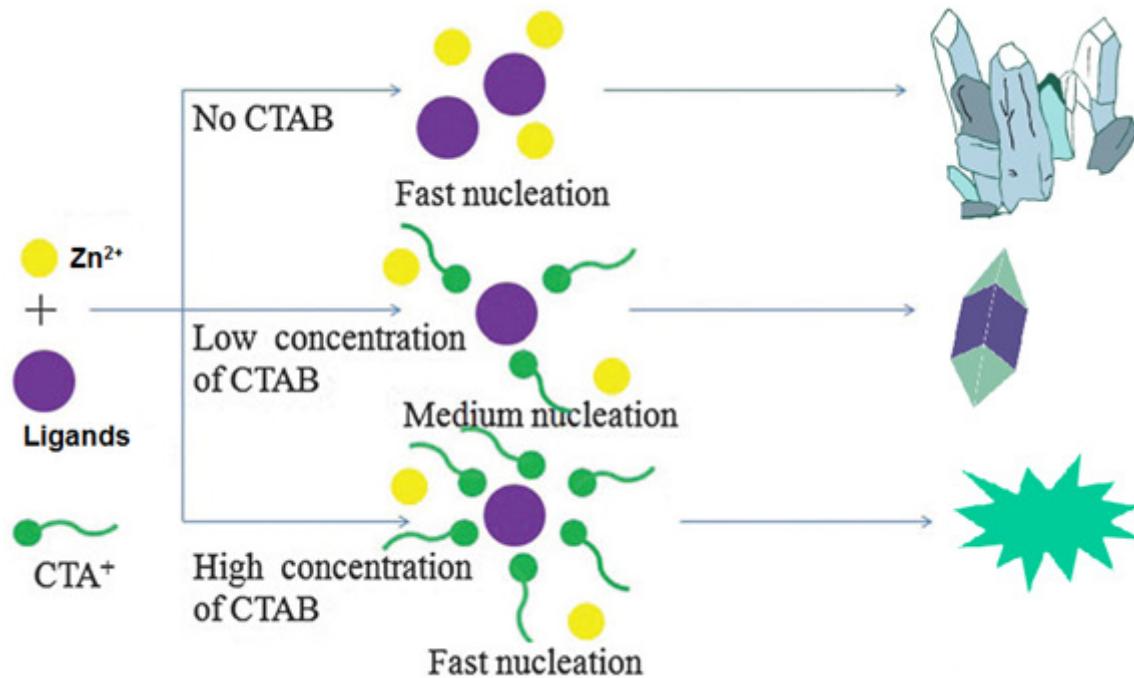 No CTAB
Fast nucleation
Zn²⁺
+
Low concentration
of CTAB
Ligands
Medium nucleation
CTA⁺
High concentration
of CTAB
Fast nucleation